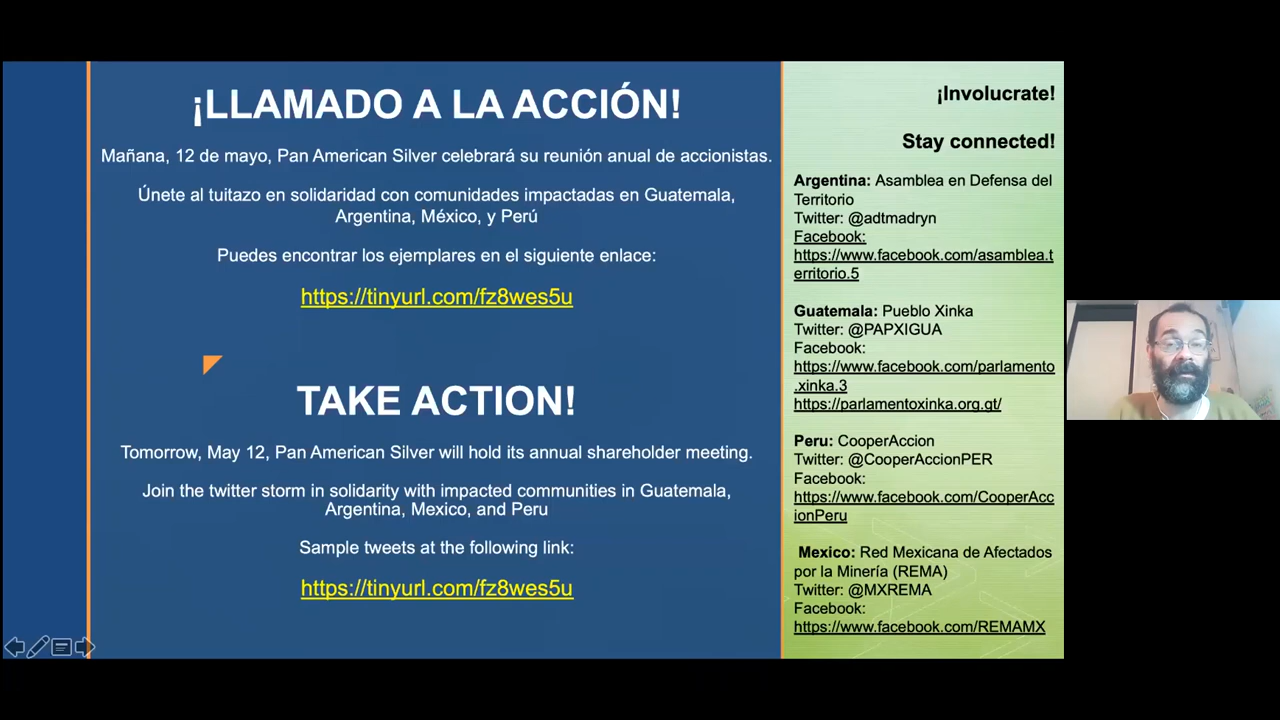 ¡LLAMADO A LA ACCIÓN!
Mañana, 12 de mayo, Pan American Silver celebrará su reunión anual de accionistas.
Únete al tuitazo en solidaridad con comunidades impactadas en Guatemala,
Argentina, México, y Perú
Puedes encontrar los ejemplares en el siguiente enlace:
https://tinyurl.com/fz8wes5u
TAKE ACTION!
Tomorrow, May 12, Pan American Silver will hold its annual shareholder meeting.
Join the twitter storm in solidarity with impacted communities in Guatemala,
Argentina, Mexico, and Peru
Sample tweets at the following link:
https://tinyurl.com/fz8wes5u
¡Involucrate!
Stay connected!
Argentina: Asamblea en Defensa del
Territorio
Twitter: @adtmadryn
Facebook:
https://www.facebook.com/asamblea.t
erritorio.5
Guatemala: Pueblo Xinka
Twitter: @PAPXIGUA
Facebook:
https://www.facebook.com/parlamento
.xinka.3
https://parlamentoxinka.org.gt/
Peru: CooperAccion
Twitter: @CooperAccionPER
Facebook:
https://www.facebook.com/CooperAcc
ionPeru
Mexico: Red Mexicana de Afectados
por la Minería (REMA)
Twitter: @MXREMA
Facebook:
https://www.facebook.com/REMAMX